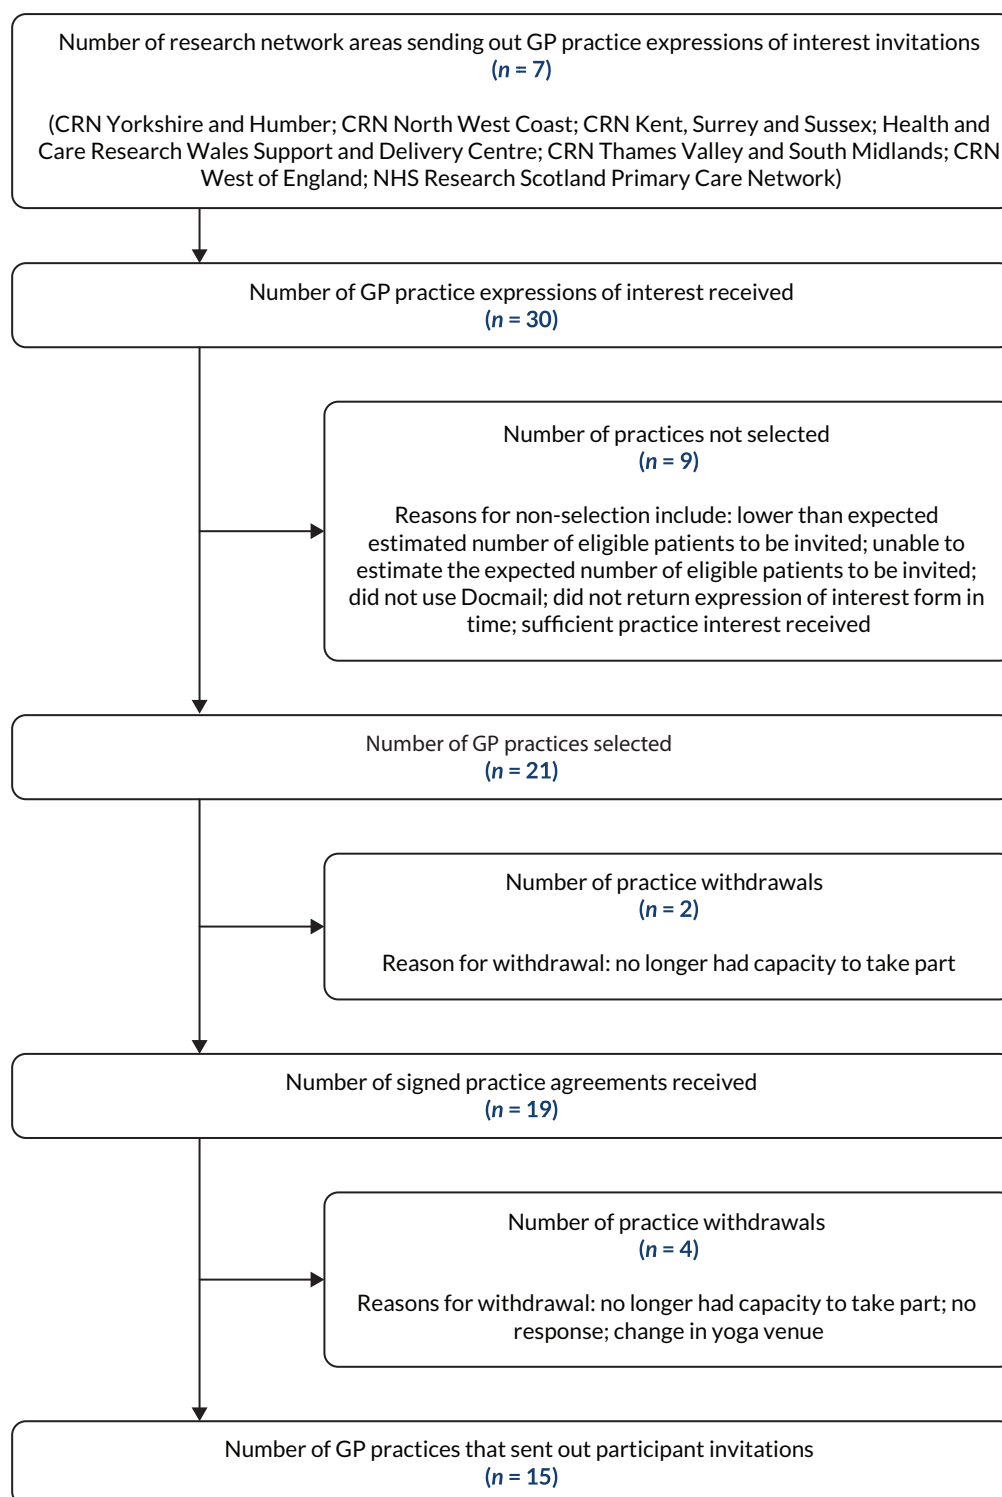 Number of research network areas sending out GP practice expressions of interest invitations
(n = 7)
(CRN Yorkshire and Humber; CRN North West Coast; CRN Kent, Surrey and Sussex; Health and
Care Research Wales Support and Delivery Centre; CRN Thames Valley and South Midlands; CRN
West of England; NHS Research Scotland Primary Care Network)
Number of GP practice expressions of interest received
(n = 30)
Number of practices not selected
(n = 9)
Reasons for non-selection include: lower than expected
estimated number of eligible patients to be invited; unable to
estimate the expected number of eligible patients to be invited;
did not use Docmail; did not return expression of interest form in
time; sufficient practice interest received
Number of GP practices selected
(n = 21)
Number of practice withdrawals
(n = 2)
Reason for withdrawal: no longer had capacity to take part
Number of signed practice agreements received
(n = 19)
Number of practice withdrawals
(n = 4)
Reasons for withdrawal: no longer had capacity to take part; no
response; change in yoga venue
Number of GP practices that sent out participant invitations
(n = 15)